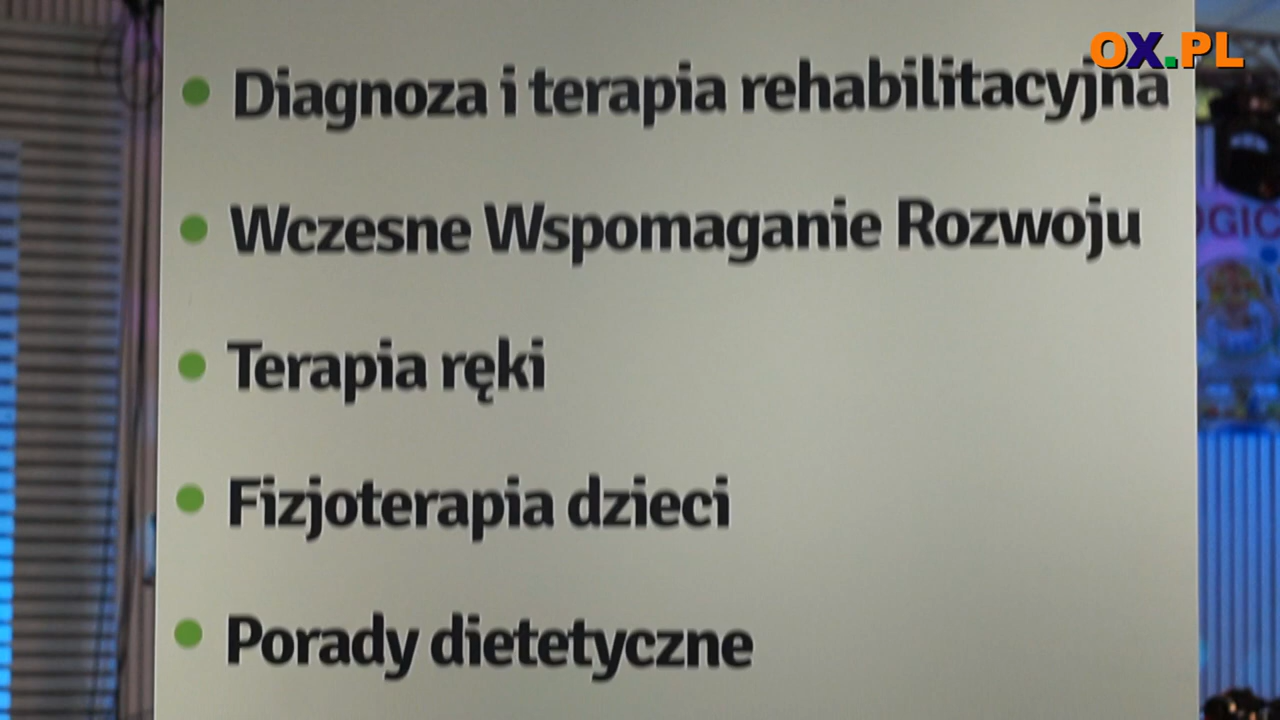 OX.PL
• Diagnoza i terapia rehabilitacyjna
• Wczesne Wspomaganie Rozwoju
• Terapia ręki
• Fizjoterapia dzieci
• Porady dietetyczne